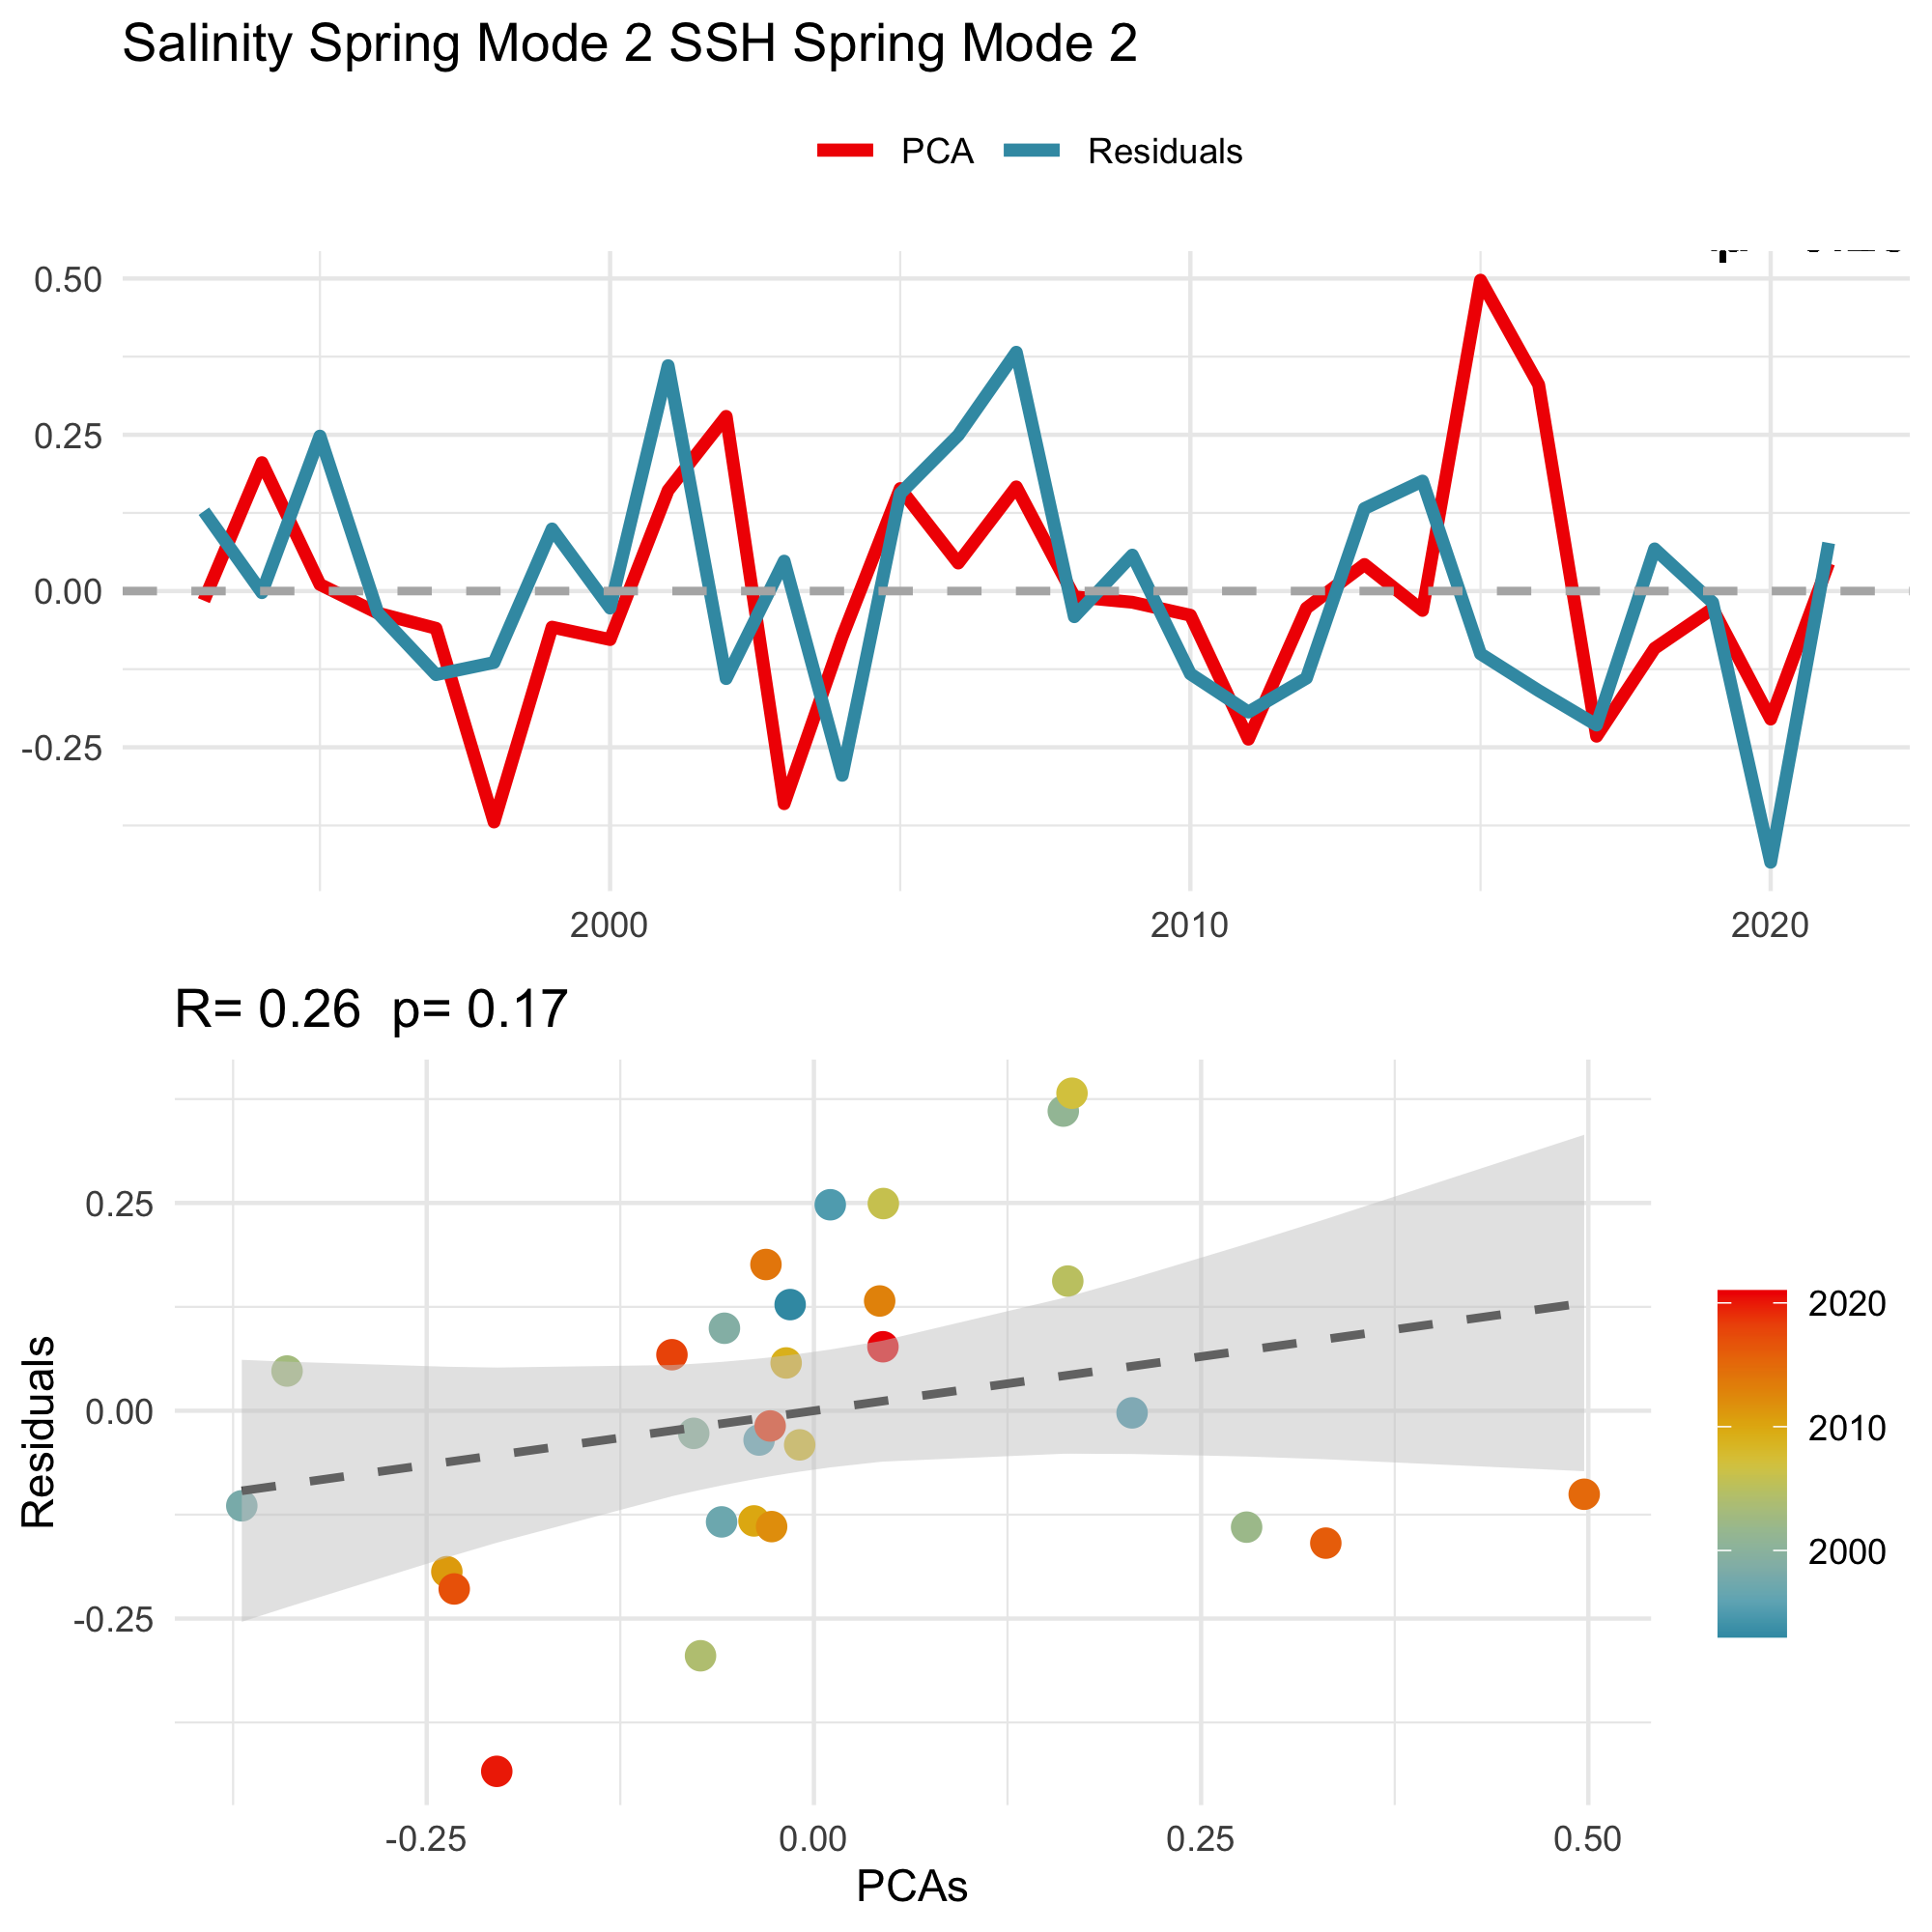 Salinity Spring Mode 2 SSH Spring Mode 2
PCA Residuals
0.50
0.25
0.00
-0.25
2000 2010 2020
R= 0.26 p= 0.17
Residuals
0.25
0.00
-0.25
-0.25 0.00 0.25 0.50
PCAs
2020
2010
2000